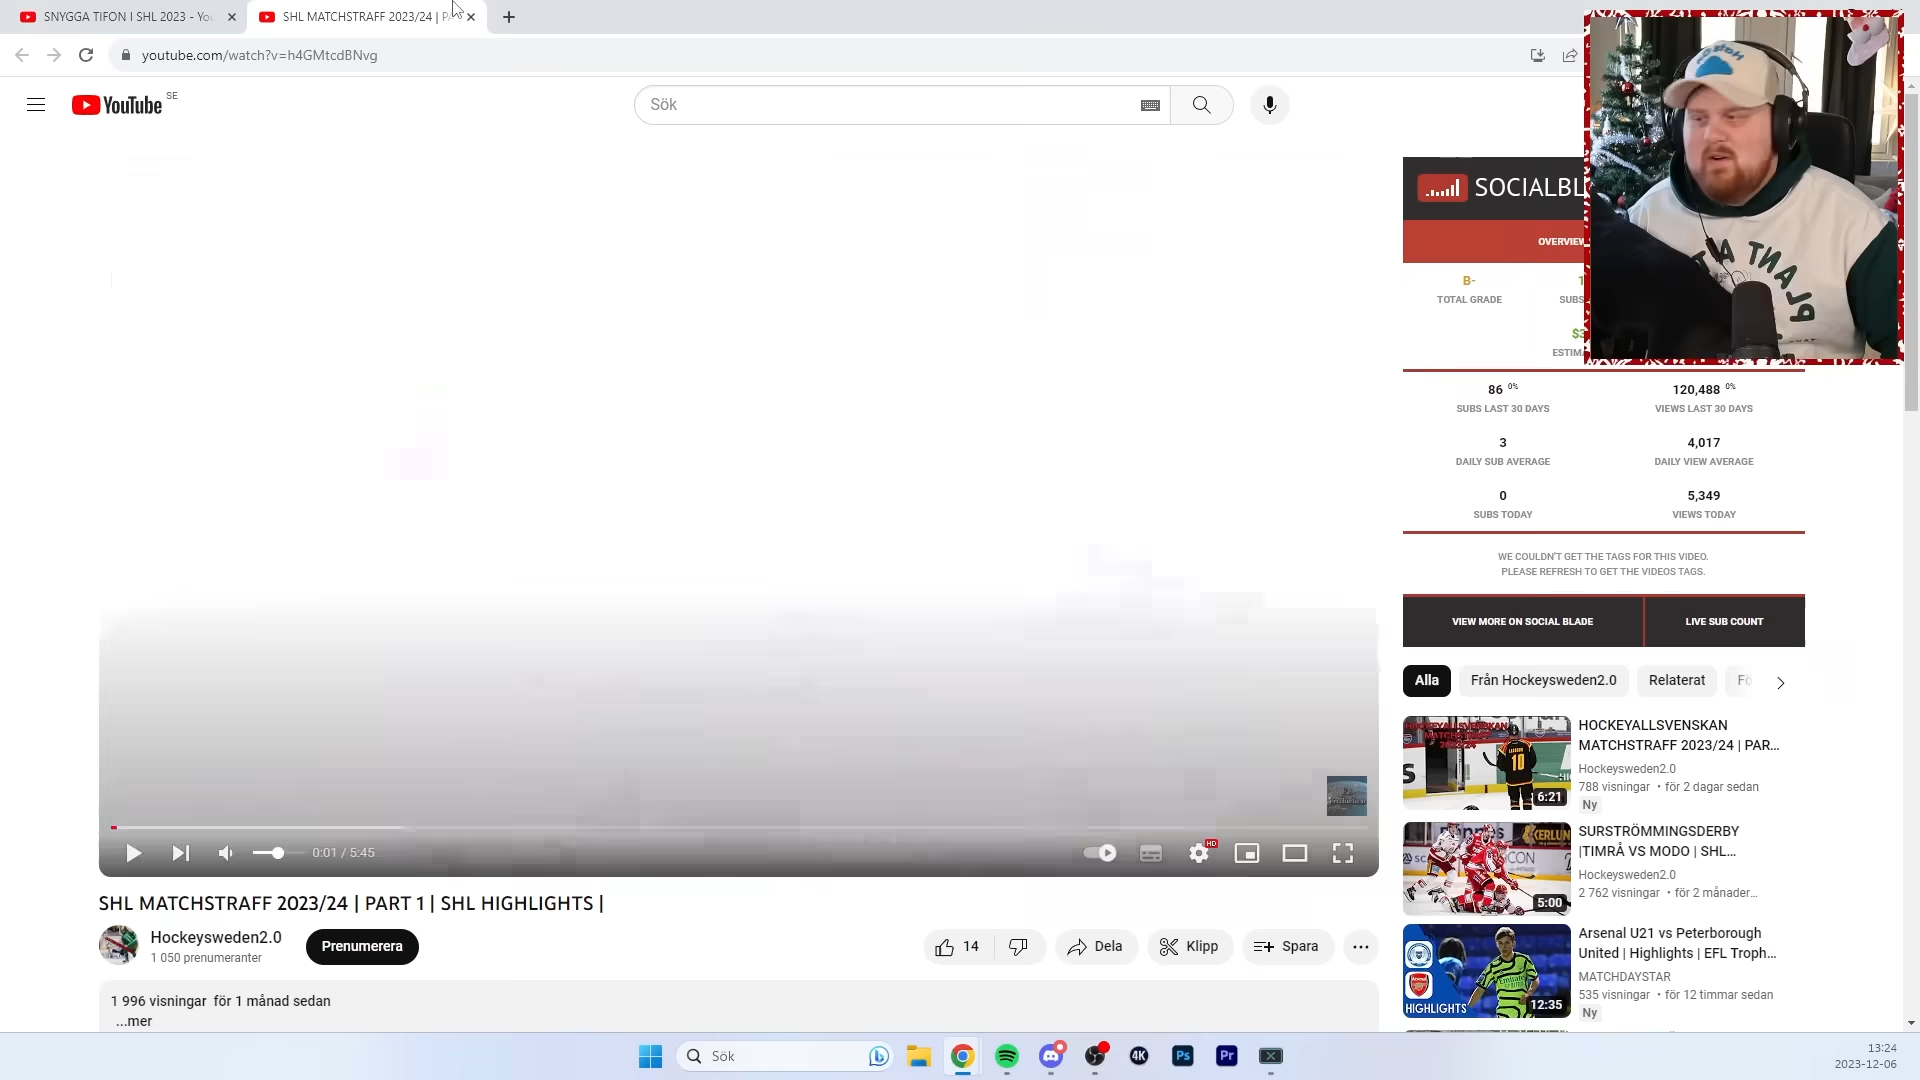 SNYGGA TIFON I SHL 2023 - You
SHL MATCHSTRAFF 2023/24 | P
youtube.com/watch?v=h4GMtcdBNvg
YouTube SE
Sök
SOCIALBL
OVERVIEW
B-
TOTAL GRADE
SUBS
ESTIM
86 0%
120,488 0%
SUBS LAST 30 DAYS
VIEWS LAST 30 DAYS
3
4,017
DAILY SUB AVERAGE
DAILY VIEW AVERAGE
0
5,349
SUBS TODAY
VIEWS TODAY
WE COULDN'T GET THE TAGS FOR THIS VIDEO.
PLEASE REFRESH TO GET THE VIDEOS TAGS.
VIEW MORE ON SOCIAL BLADE
LIVE SUB COUNT
Alla
Från Hockeysweden2.0
Relaterat
Fö
HOCKEYALLSVENSKAN
MATCHSTRAFF 2023/24 | PAR...
Hockeysweden2.0
788 visningar • för 2 dagar sedan
Ny
6:21
SURSTRÖMMINGSDERBY
|TIMRÅ VS MODO | SHL...
Hockeysweden2.0
2 762 visningar • för 2 månader...
5:00
Arsenal U21 vs Peterborough
United | Highlights | EFL Troph...
MATCHDAYSTAR
535 visningar • för 12 timmar sedan
Ny
HIGHLIGHTS
12:35
0:01 / 5:45
HD
SHL MATCHSTRAFF 2023/24 | PART 1 | SHL HIGHLIGHTS |
Hockeysweden2.0
1 050 prenumeranter
Prenumerera
14
Dela
Klipp
Spara
1 996 visningar för 1 månad sedan
...mer
Sök
4K
Ps
Pr
13:24
2023-12-06
PLANT A